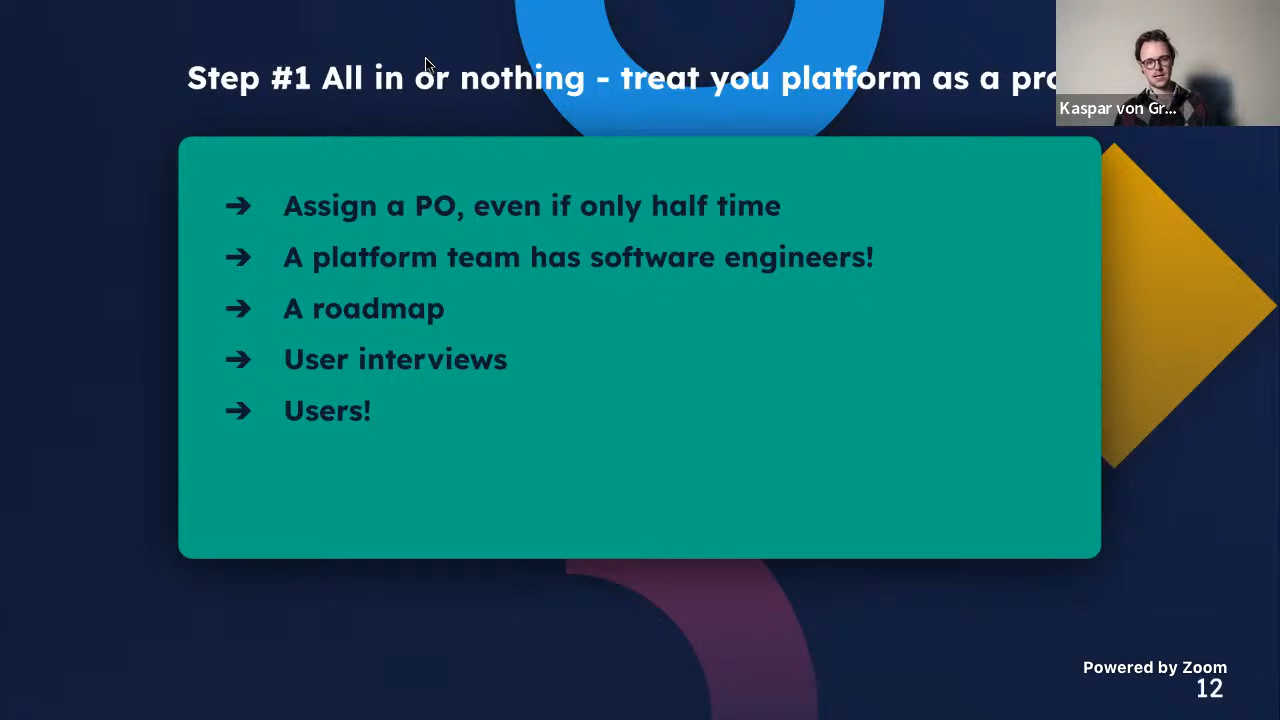 Step #1 All in or nothing - treat you platform as a pro
Kaspar von Gr...
➔ Assign a PO, even if only half time
➔ A platform team has software engineers!
➔ A roadmap
➔ User interviews
➔ Users!
Powered by Zoom
12